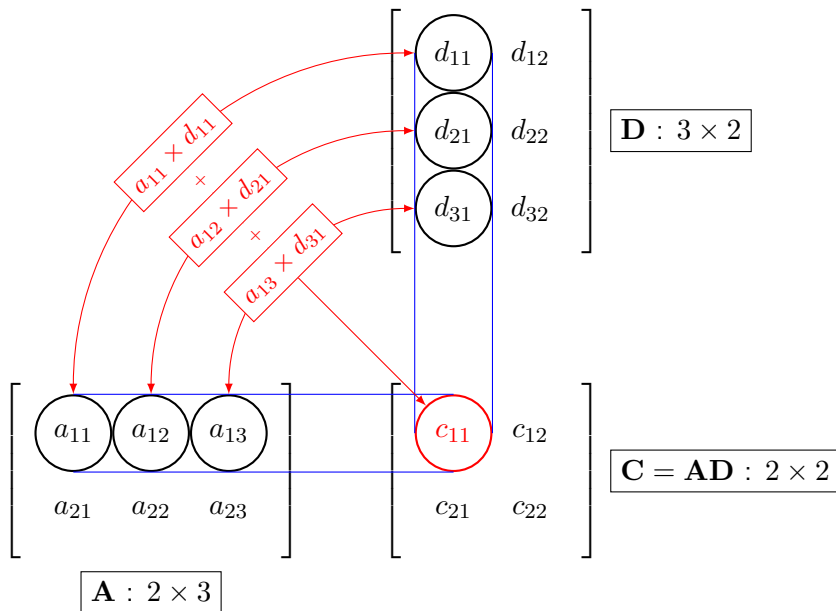 d₁₁ d₁₂
d₂₁ d₂₂
d₃₁ d₃₂
D : 3 × 2
a₁₁ × d₁₁
+
a₁₂ × d₂₁
+
a₁₃ × d₃₁
a₁₁ a₁₂ a₁₃
a₂₁ a₂₂ a₂₃
A : 2 × 3
c₁₁ c₁₂
c₂₁ c₂₂
C = AD : 2 × 2